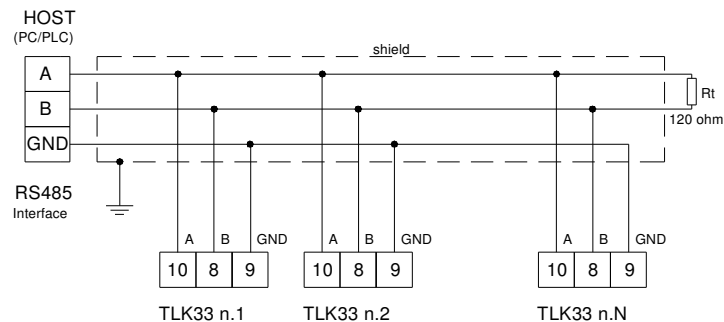 HOST
(PC/PLC)
shield
A
B
GND
Rt
120 ohm
RS485
Interface
A B GND
A B GND
A B GND
10 8 9
10 8 9
10 8 9
TLK33 n.1
TLK33 n.2
TLK33 n.N